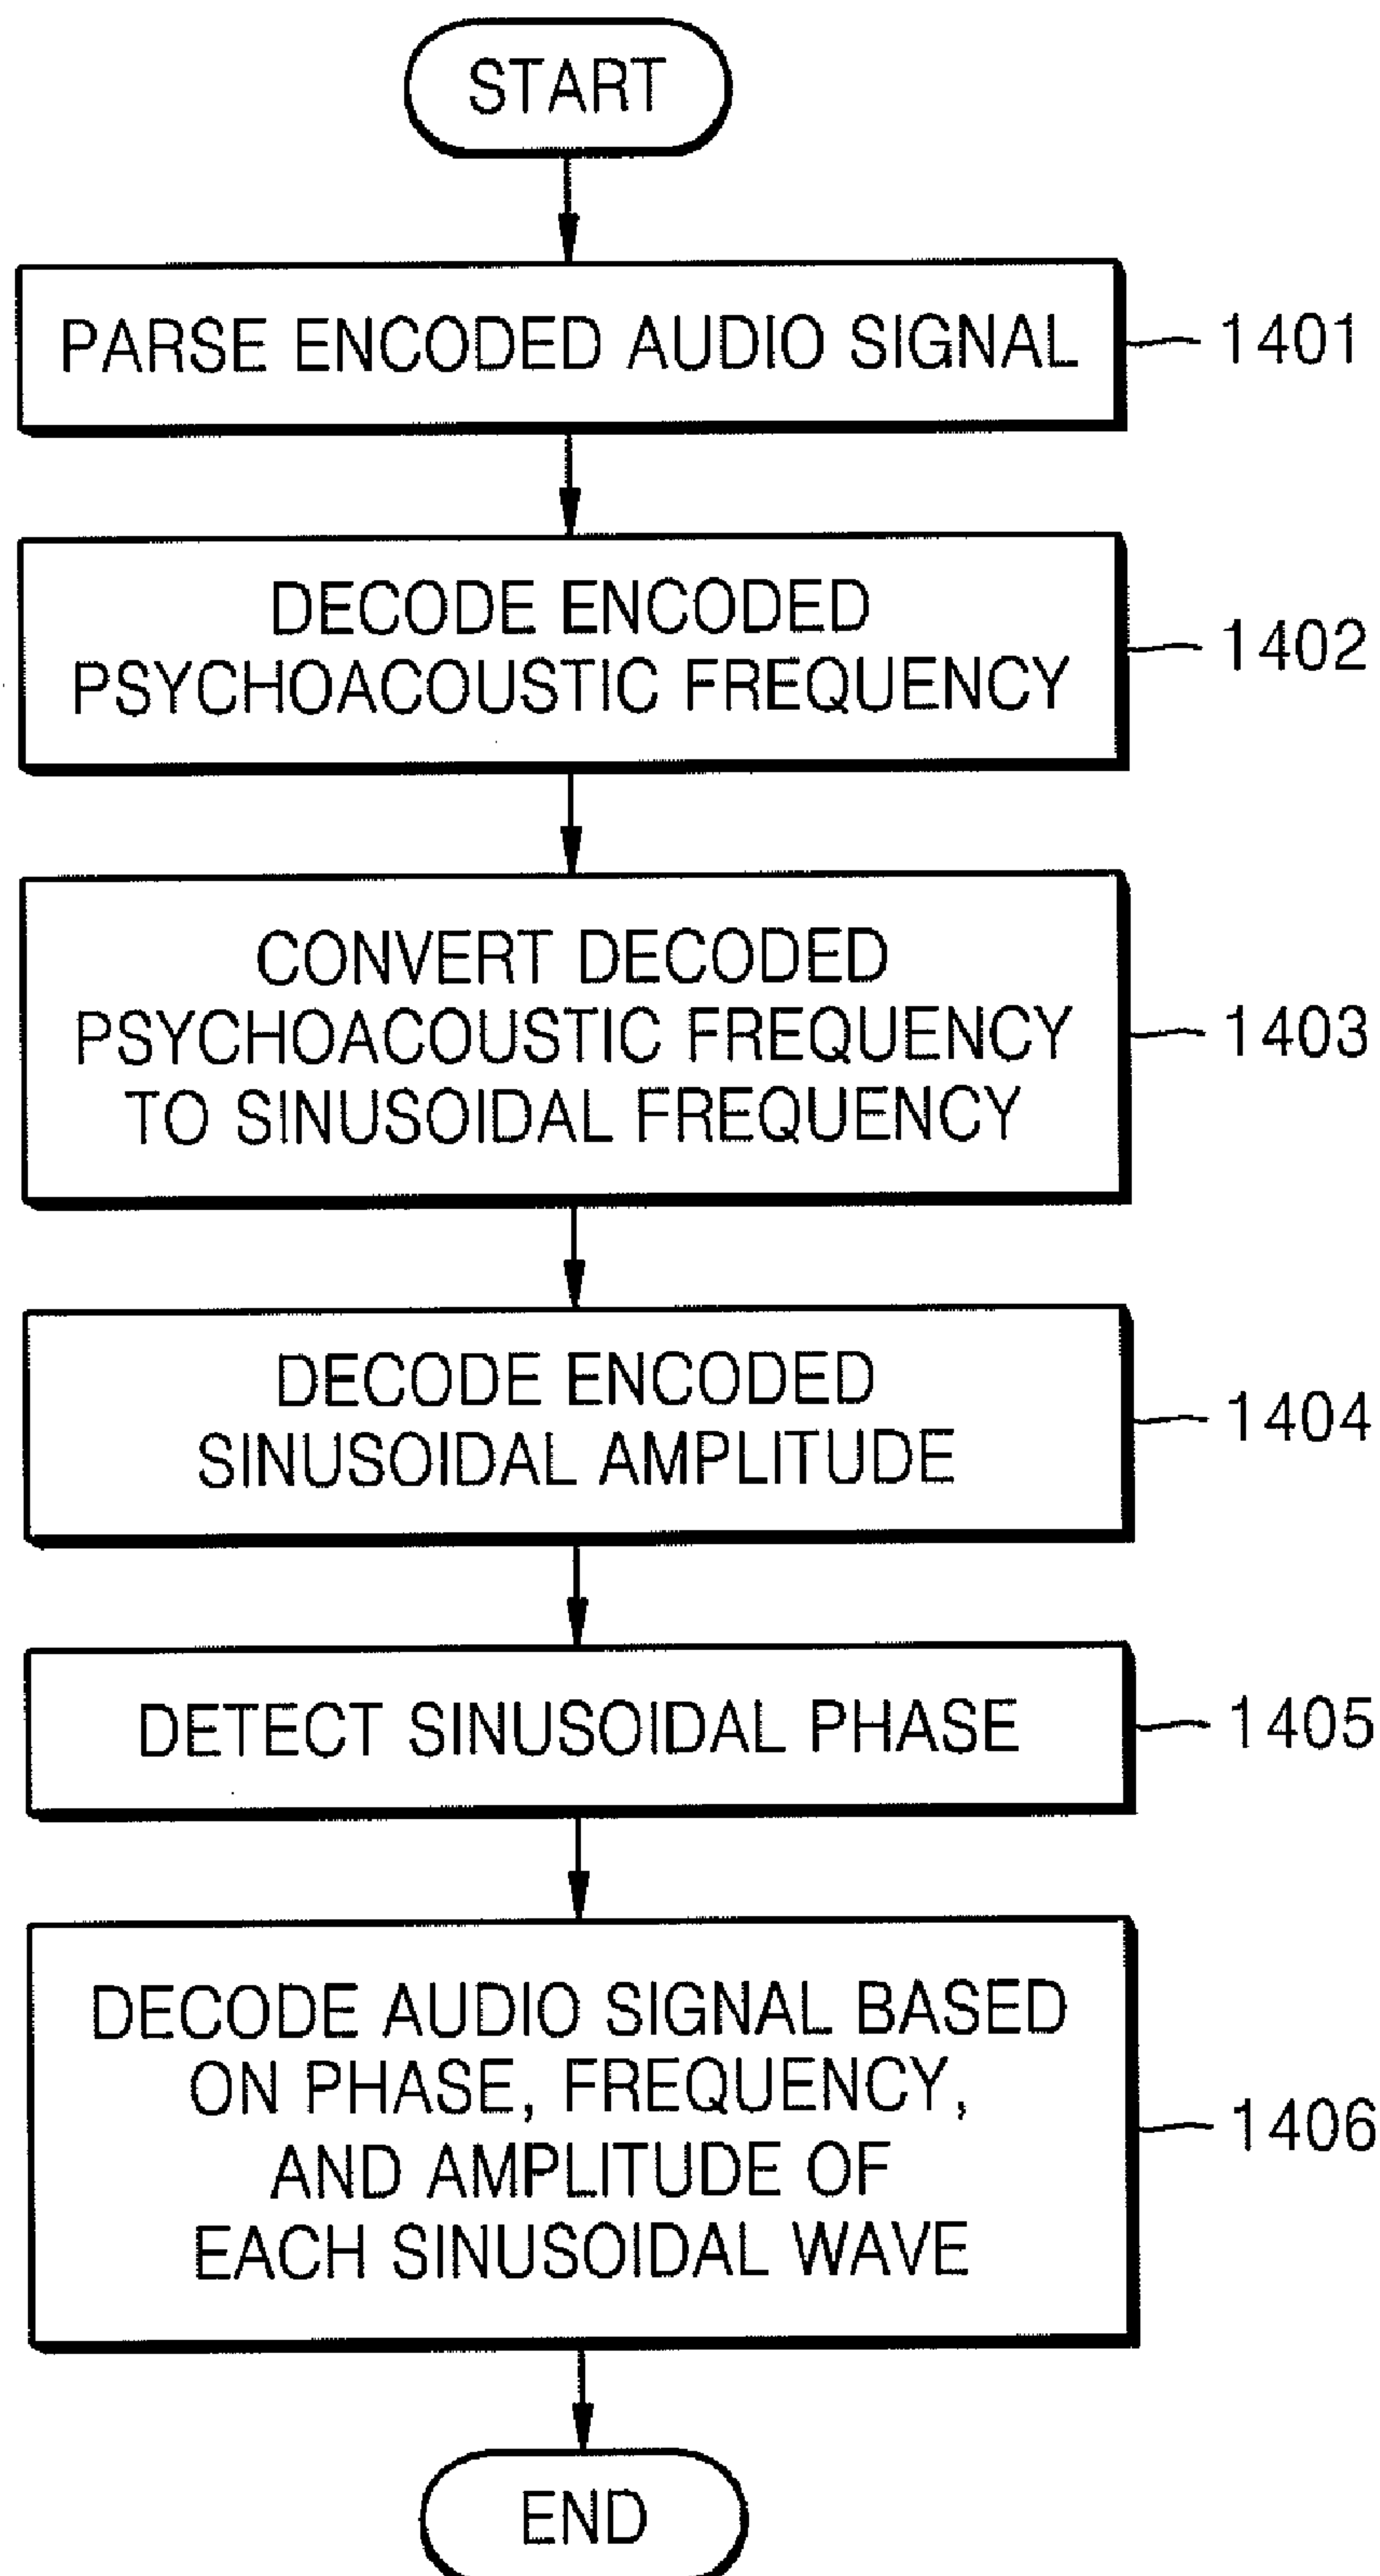 START
PARSE ENCODED AUDIO SIGNAL
1401
DECODE ENCODED
PSYCHOACOUSTIC FREQUENCY
1402
CONVERT DECODED
PSYCHOACOUSTIC FREQUENCY
TO SINUSOIDAL FREQUENCY
1403
DECODE ENCODED
SINUSOIDAL AMPLITUDE
1404
DETECT SINUSOIDAL PHASE
1405
DECODE AUDIO SIGNAL BASED
ON PHASE, FREQUENCY,
AND AMPLITUDE OF
EACH SINUSOIDAL WAVE
1406
END